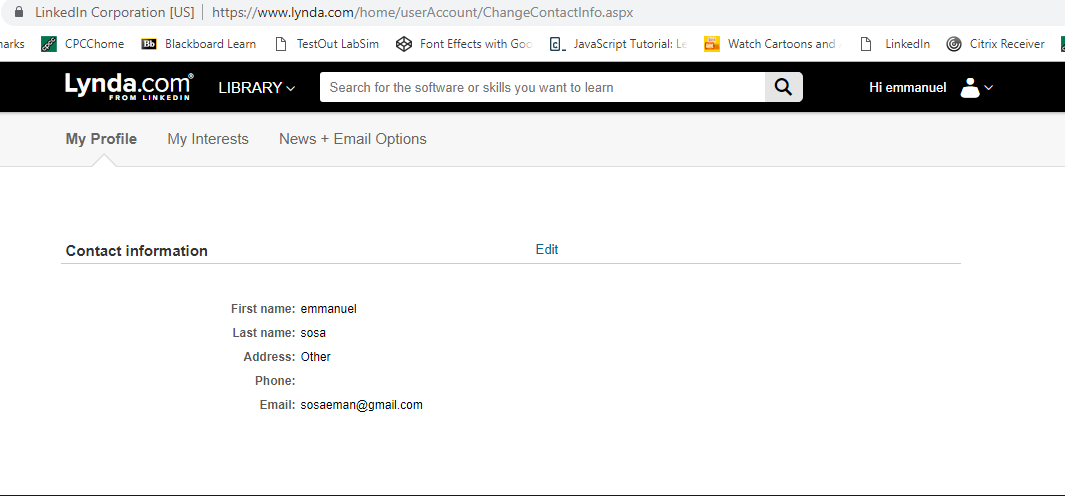 LinkedIn Corporation [US] | https://www.lynda.com/home/userAccount/ChangeContactInfo.aspx
narks CPCChome Bb Blackboard Learn TestOut LabSim Font Effects with Goo JavaScript Tutorial: Le Watch Cartoons and LinkedIn Citrix Receiver
Lynda.com® LIBRARY Search for the software or skills you want to learn Hi emmanuel
FROM LINKEDIN
My Profile My Interests News + Email Options
Contact information Edit
First name: emmanuel
Last name: sosa
Address: Other
Phone:
Email: sosaeman@gmail.com